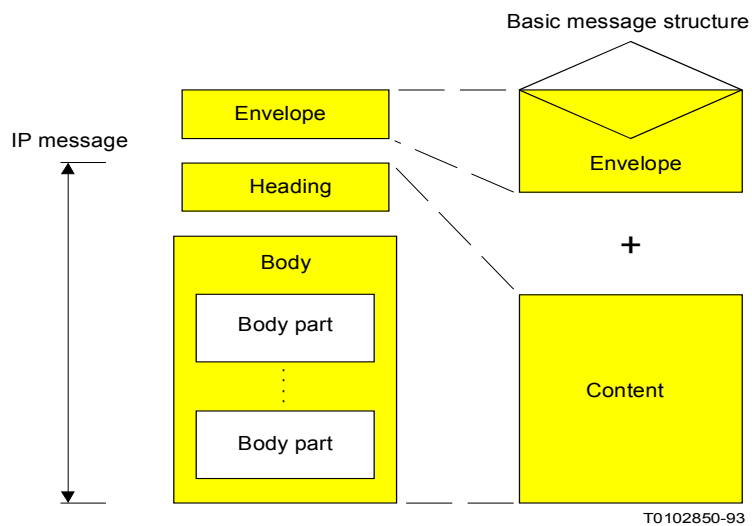 Basic message structure
Envelope
IP message
Envelope
Heading
+
Body
Body part
Content
Body part
T0102850-93